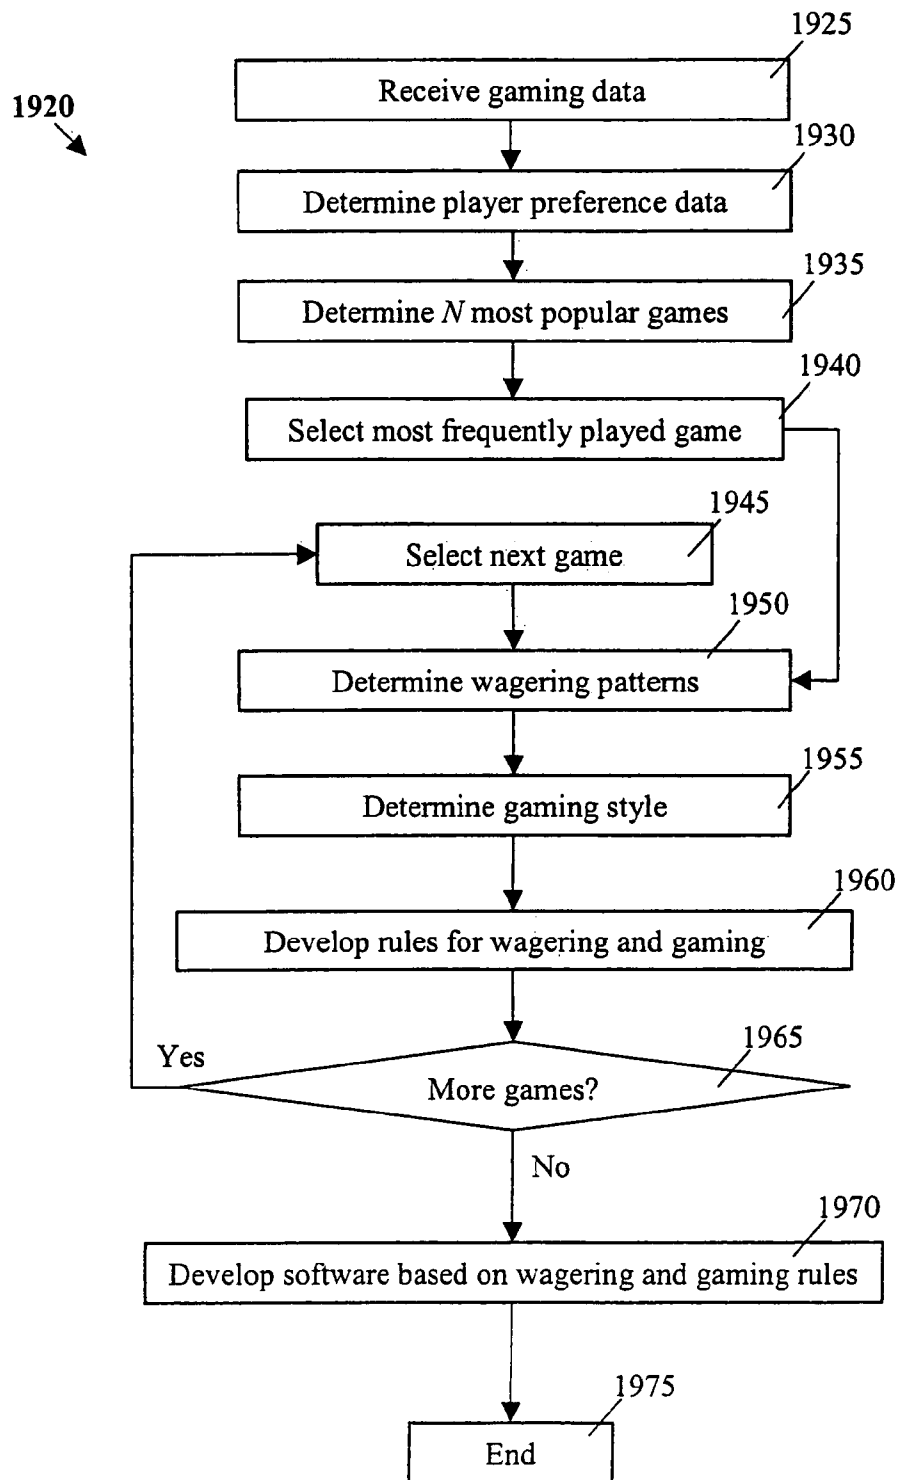 1925
Receive gaming data
1920
1930
Determine player preference data
1935
Determine N most popular games
1940
Select most frequently played game
1945
Select next game
1950
Determine wagering patterns
1955
Determine gaming style
1960
Develop rules for wagering and gaming
1965
Yes
More games?
No
1970
Develop software based on wagering and gaming rules
1975
End